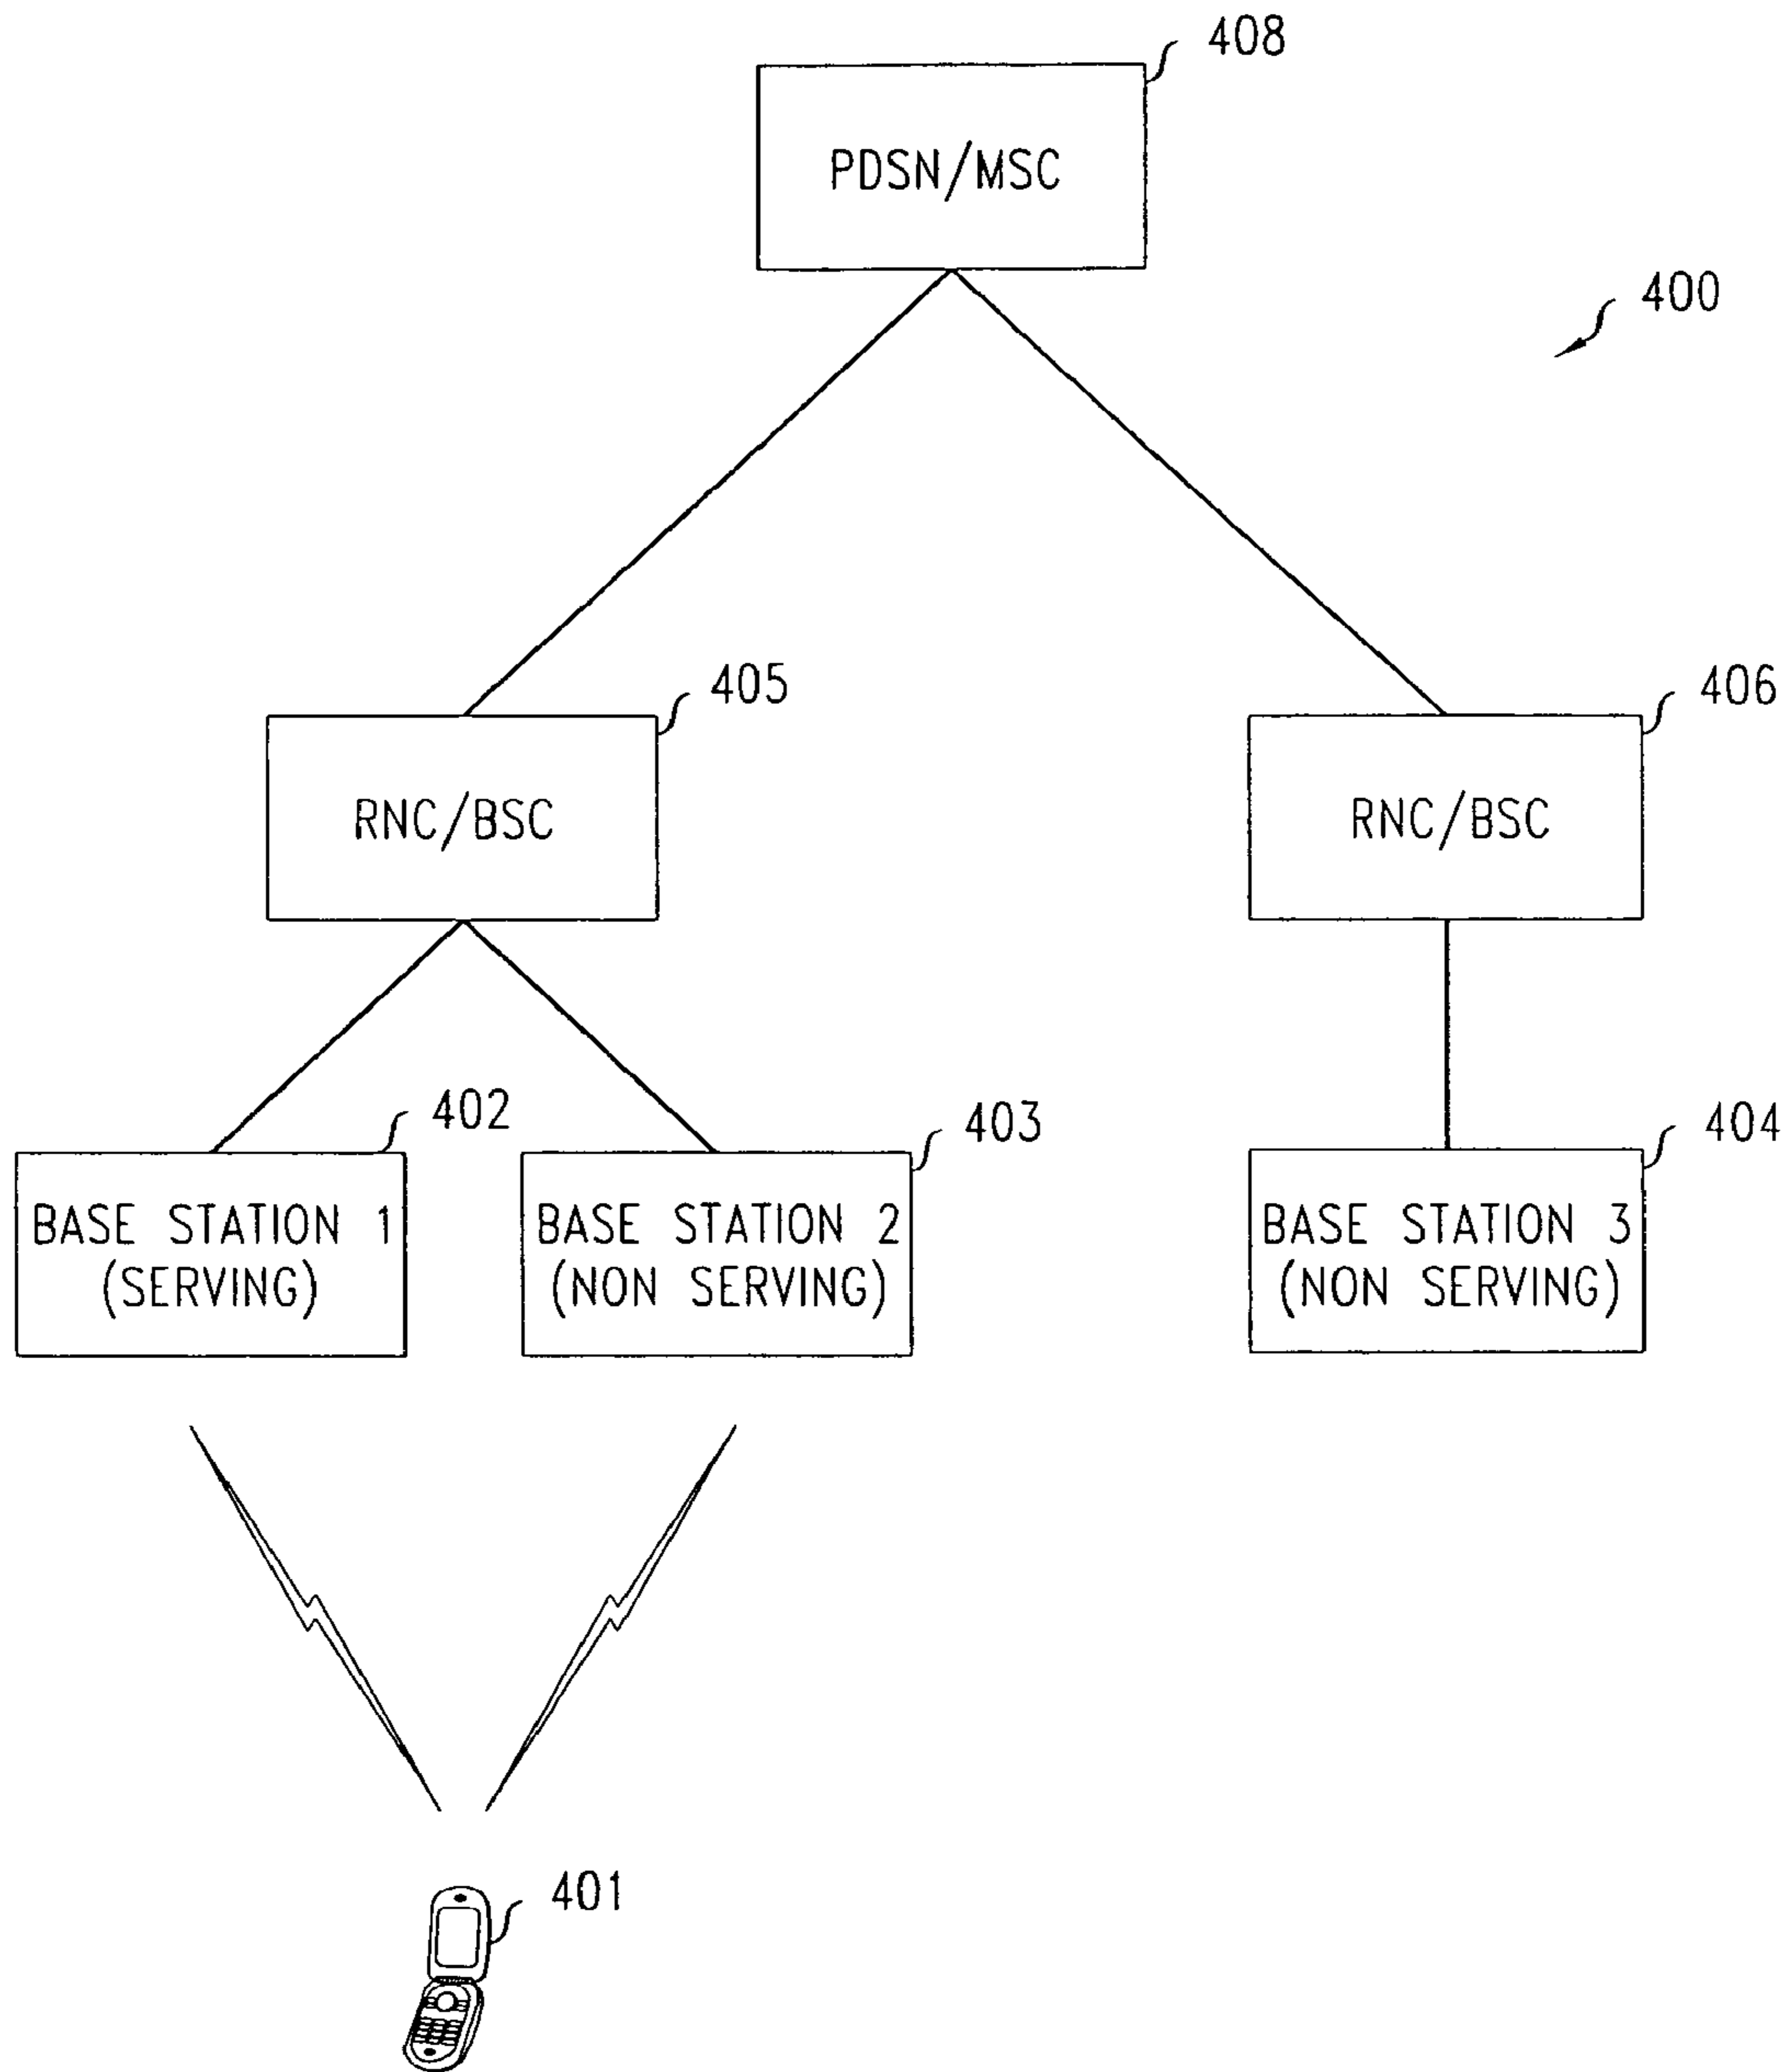 408
PDSN/MSC
400
405
406
RNC/BSC
RNC/BSC
402
403
404
BASE STATION 1
(SERVING)
BASE STATION 2
(NON SERVING)
BASE STATION 3
(NON SERVING)
401